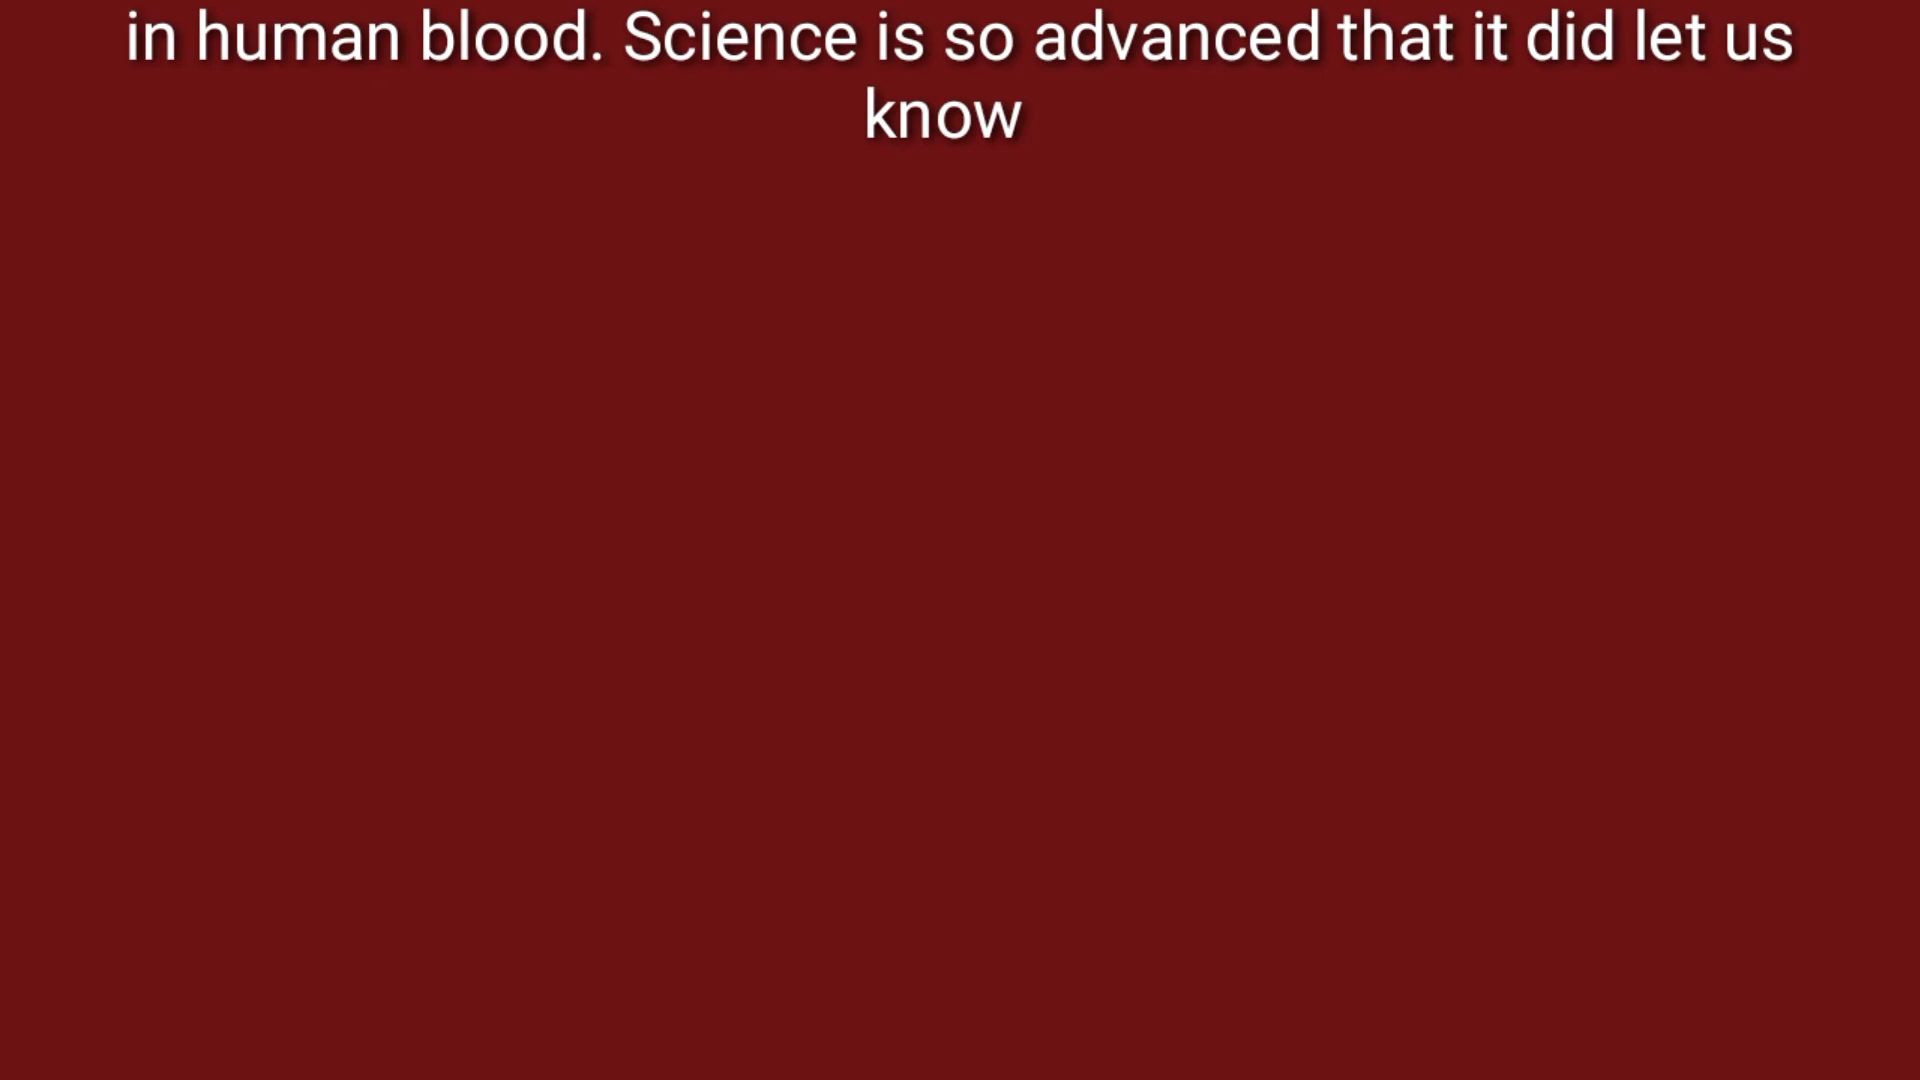 in human blood. Science is so advanced that it did let us
know